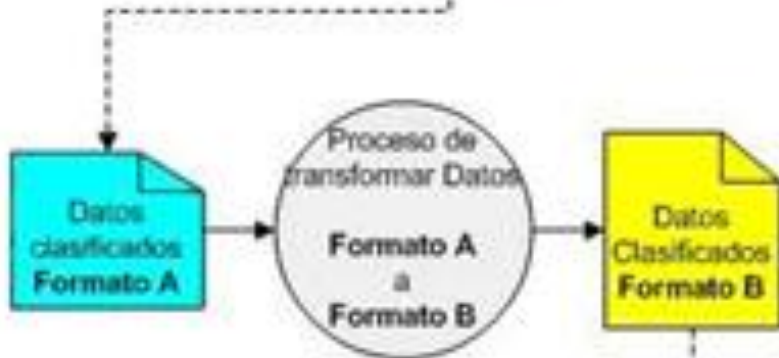 Datos
clasificados
Formato A
Proceso de
transformar Datos
Formato A
a
Formato B
Datos
Clasificados
Formato B